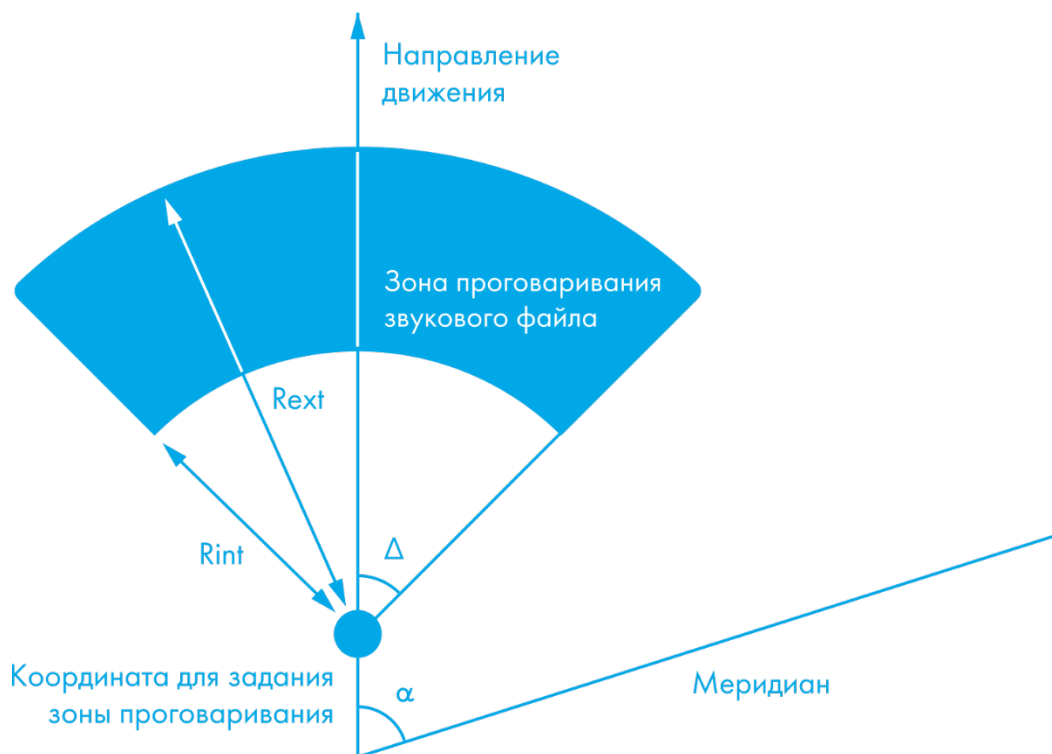 Направление
движения
Зона проговаривания
звукового файла
Rext
Rint
Δ
Координата для задания
зоны проговаривания
α
Меридиан